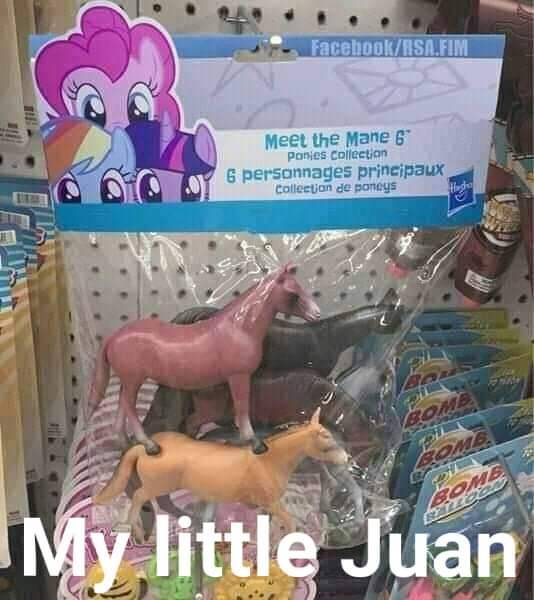 Facebook/RSA.FIM
Meet the Mane 6™
Ponies Collection
6 personnages principaux
Collection de poneys
Hasbro
BOMB
BOMB
BOMB
BOMB
BALLOON
My little Juan